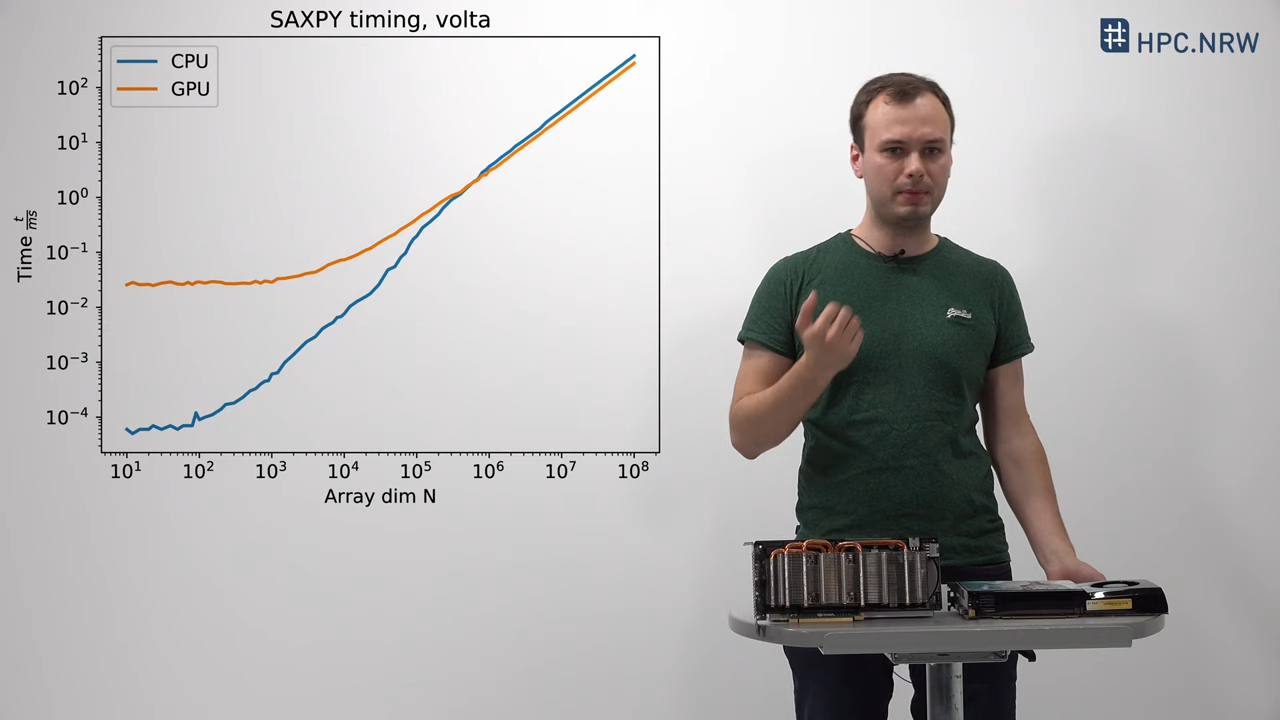 SAXPY timing, volta
CPU
GPU
10²
10¹
10⁰
10⁻¹
10⁻²
10⁻³
10⁻⁴
Time t/ms
10¹ 10² 10³ 10⁴ 10⁵ 10⁶ 10⁷ 10⁸
Array dim N
HPC.NRW